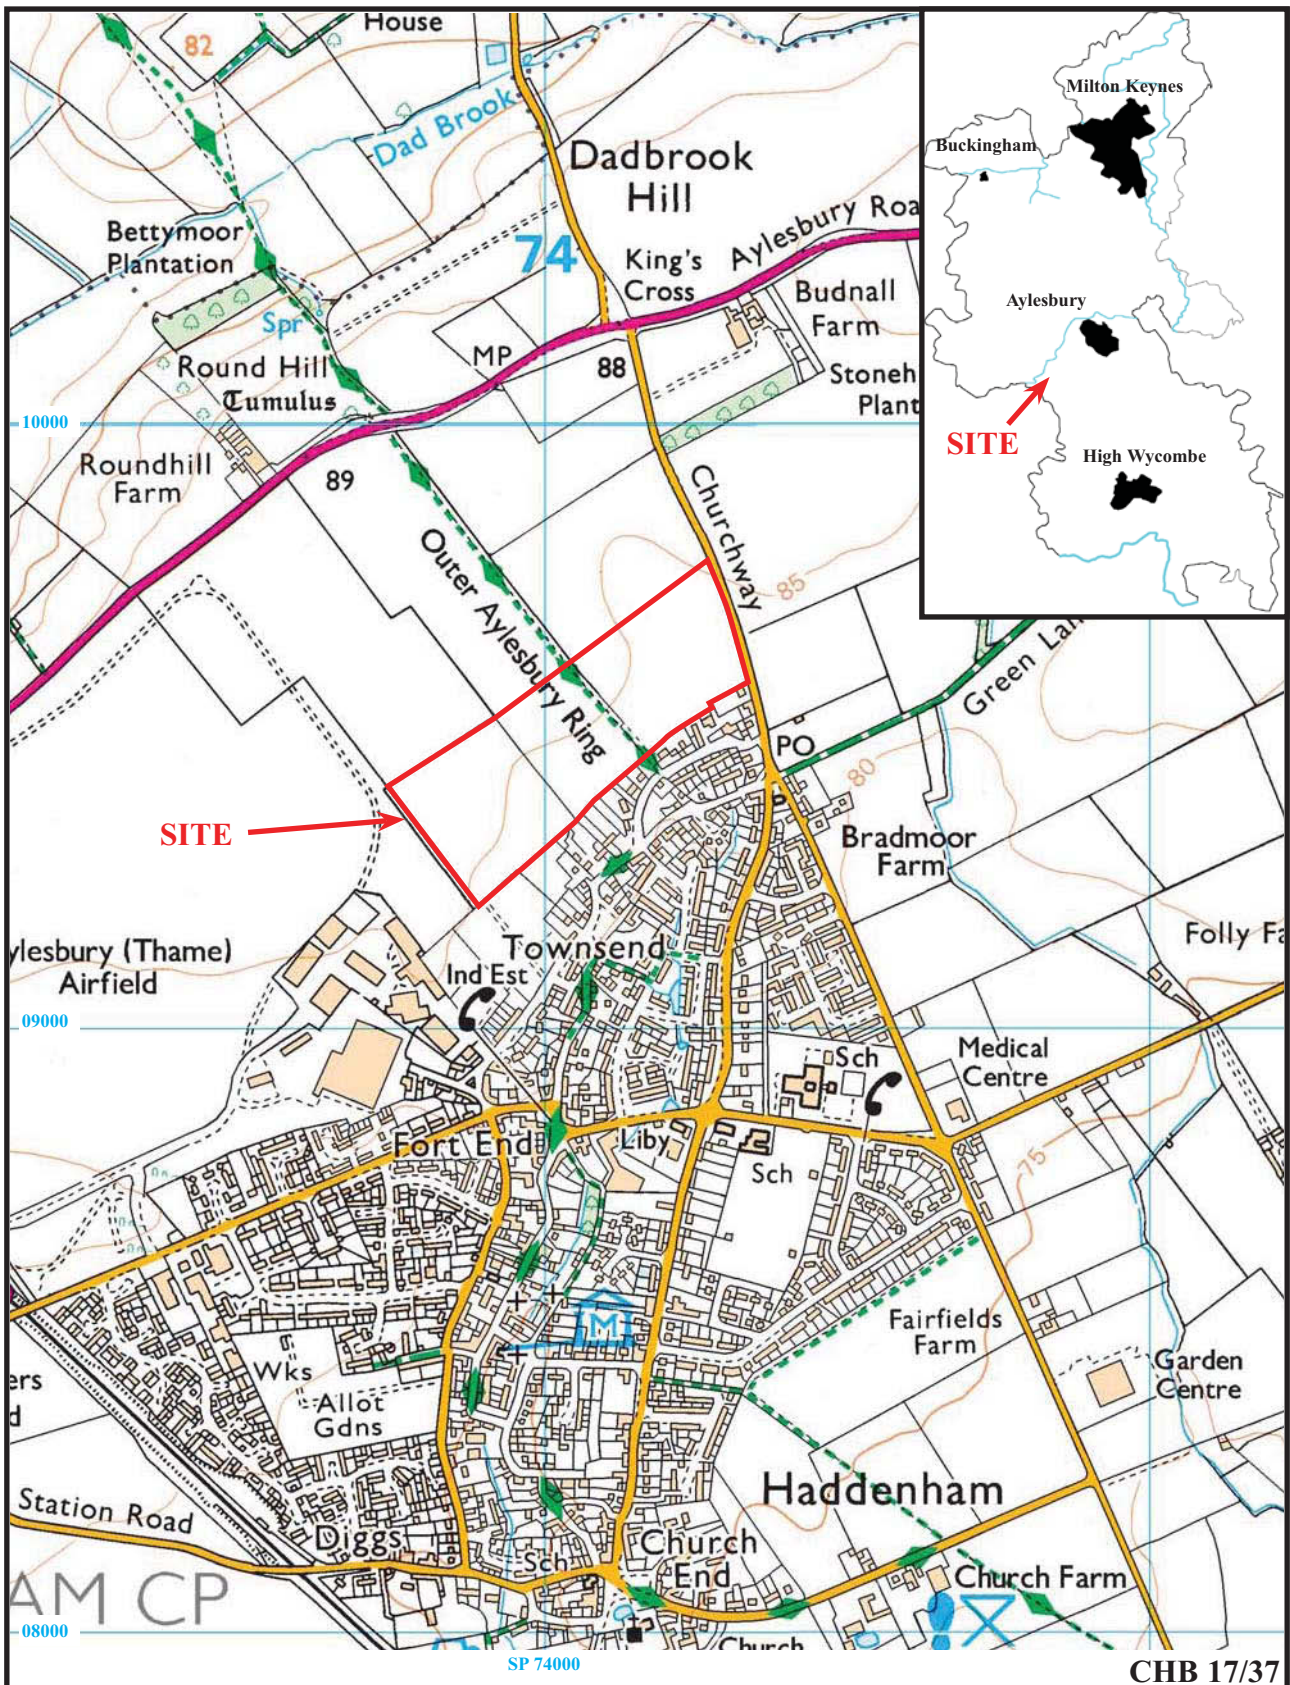 House
82
Milton Keynes
Buckingham
Dad Brook
Dadbrook
Hill
Aylesbury Roa
Bettymoor
Plantation
74
King's
Cross
Budnall
Farm
Aylesbury
Spr
MP
88
Round Hill
Tumulus
Stoneh
Plant
SITE
10000
High Wycombe
Roundhill
Farm
89
Churchway
Outer Aylesbury Ring
85
Green Lan
PO
80
SITE
Bradmoor
Farm
Townsend
Folly Fa
ylesbury (Thame)
Airfield
Ind Est
09000
Sch
Medical
Centre
Fort End
Liby
Sch
75
M
Fairfields
Farm
Wks
Garden
Centre
ers
d
Allot
Gdns
Haddenham
Station Road
Diggs
Sch
Church
End
Church Farm
AM CP
08000
Church
SP 74000
CHB 17/37